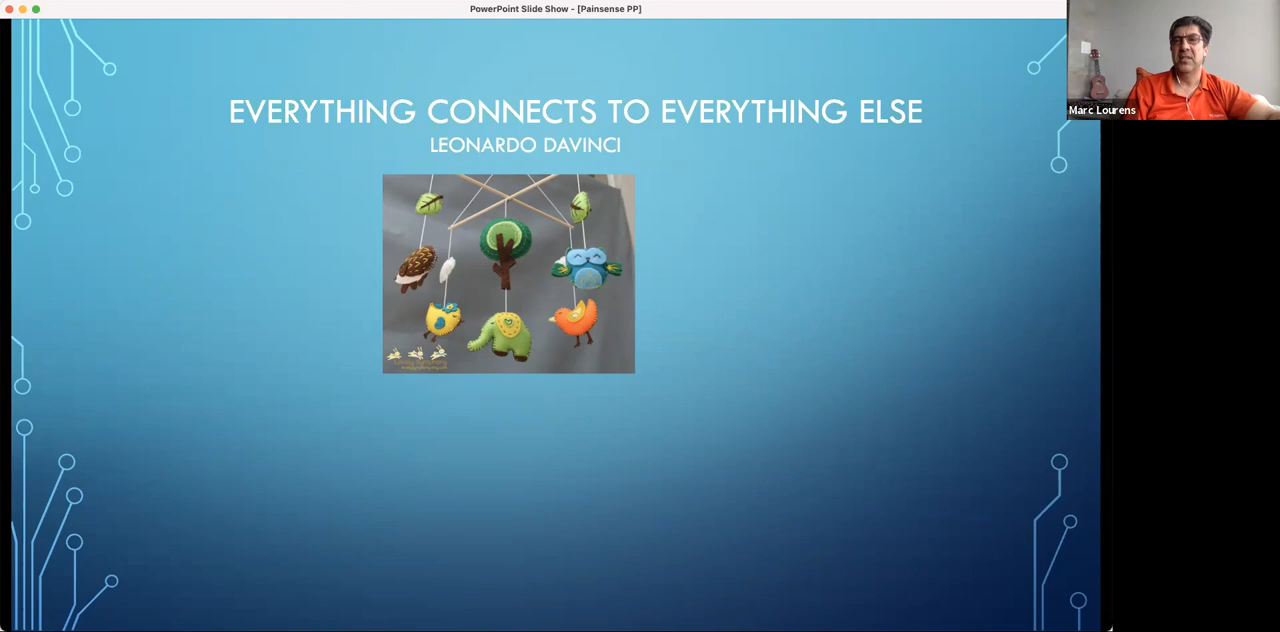 PowerPoint Slide Show - [Painsense PP]
EVERYTHING CONNECTS TO EVERYTHING ELSE
LEONARDO DAVINCI
Marc Lourens